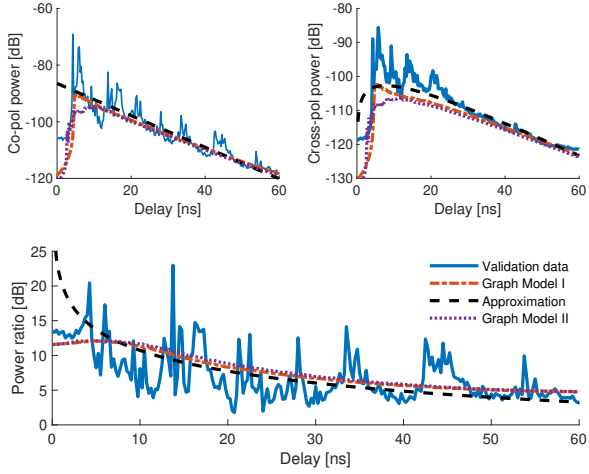 -60
-80
-100
-120
Co-pol power [dB]
0 20 40 60
Delay [ns]
-80
-90
-100
-110
-120
-130
Cross-pol power [dB]
0 20 40 60
Delay [ns]
25
20
15
10
5
0
Power ratio [dB]
Validation data
Graph Model I
Approximation
Graph Model II
0 10 20 30 40 50 60
Delay [ns]